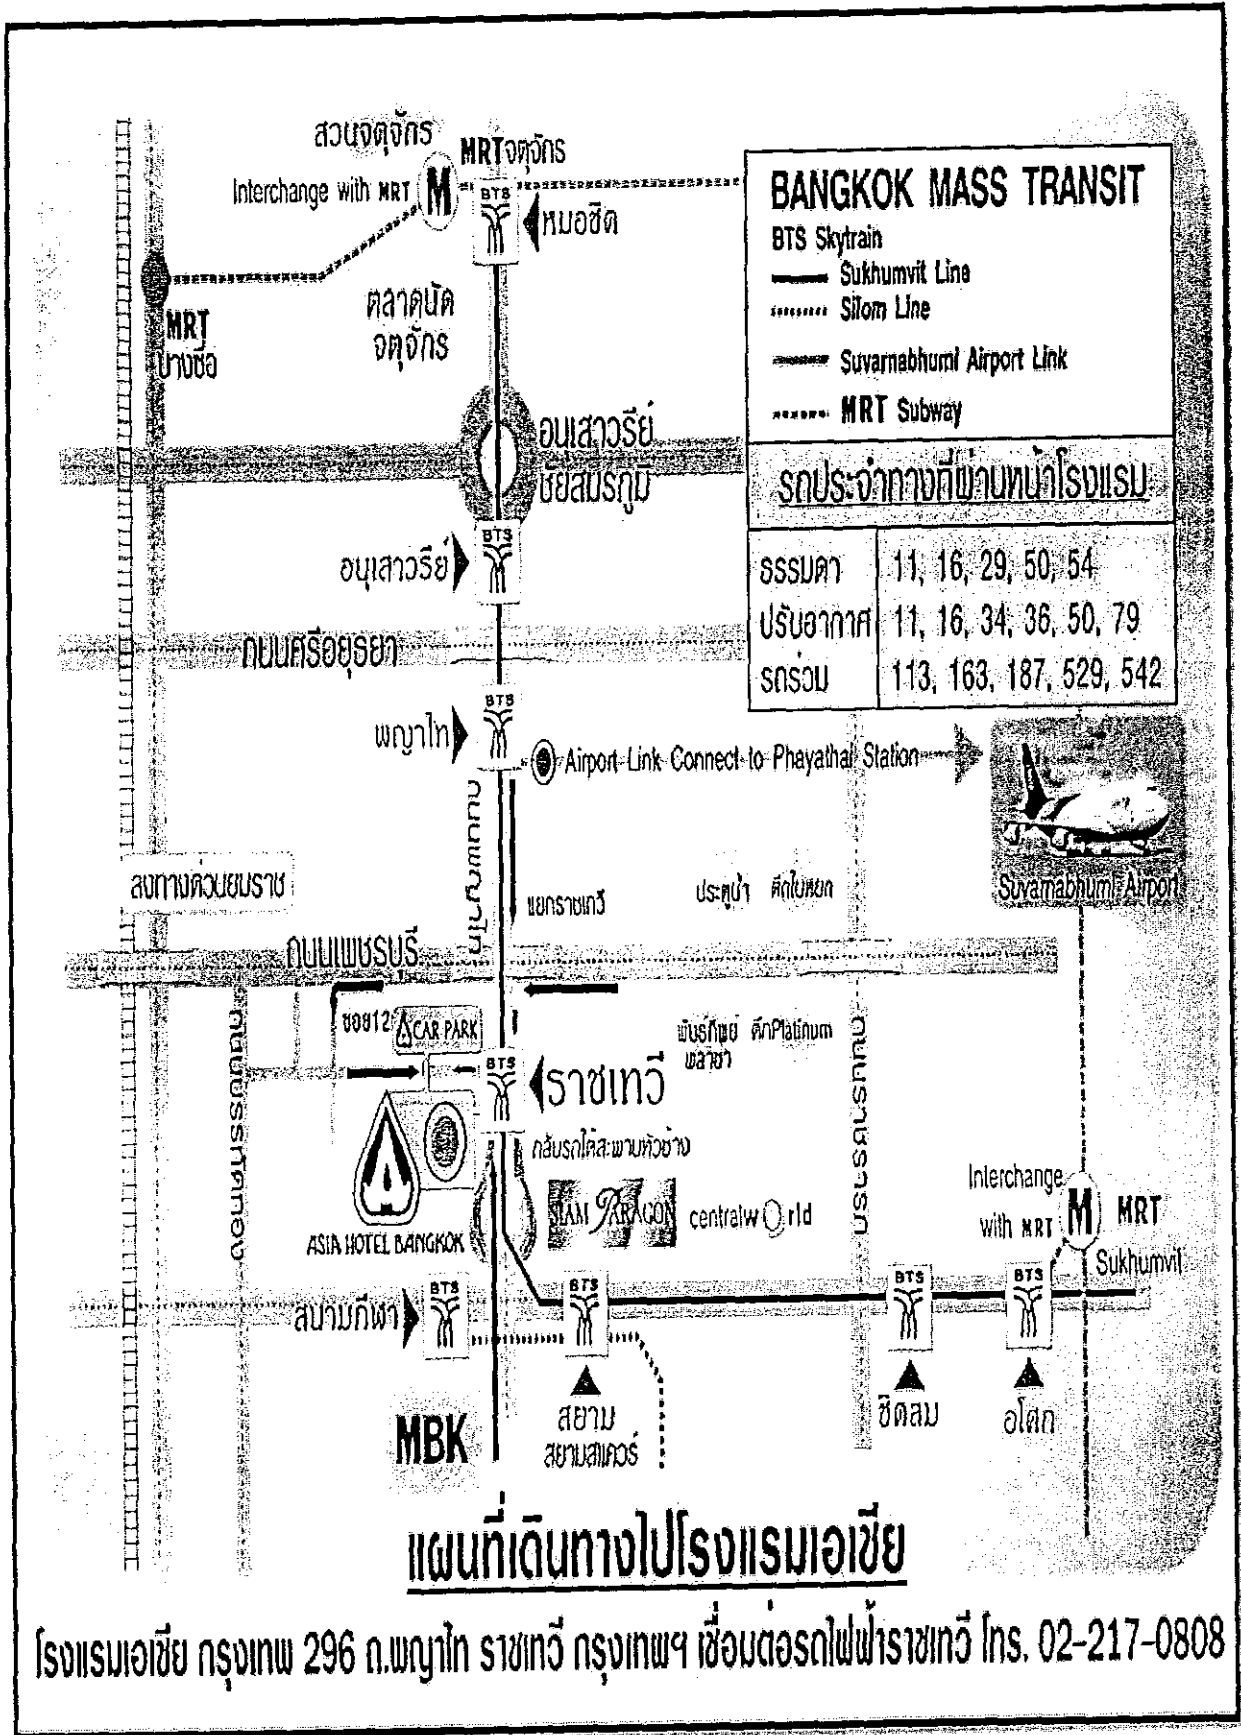 สวนจตุจักร
MRTจตุจักร
Interchange with MRT
M
BTS
หมอชิต
MRT
บางซื่อ
ตลาดนัด
จตุจักร
BANGKOK MASS TRANSIT
BTS Skytrain
Sukhumvit Line
Silom Line
Suvarnabhumi Airport Link
MRT Subway
รถประจำทางที่ผ่านหน้าโรงแรม
ธรรมดา 11, 16, 29, 50, 54
ปรับอากาศ 11, 16, 34, 36, 50, 79
รถร่วม 113, 163, 187, 529, 542
อนุเสาวรีย์
ชัยสมรภูมิ
BTS
อนุเสาวรีย์
ถนนศรีอยุธยา
BTS
พญาไท
Airport Link Connect to Phayathai Station
Suvarnabhumi Airport
ถนนพญาไท
ลงทางด่วนยมราช
แยกราชเทวี
ประตูน้ำ
ตึกใบหยก
ถนนเพชรบุรี
ซอย12
CAR PARK
พันธ์ทิพย์
พลาซ่า
ตึกPlatinum
BTS
ราชเทวี
กลับรถใต้สะพานหัวช้าง
ถนนบรรทัดทอง
ถนนราชดำริ
ASIA HOTEL BANGKOK
SIAM PARAGON
centralwOrld
Interchange
with MRT
M
MRT
Sukhumvit
สนามกีฬา
BTS
BTS
BTS
BTS
MBK
สยาม
สยามสแควร์
ชิดลม
อโศก
แผนที่เดินทางไปโรงแรมเอเชีย
โรงแรมเอเชีย กรุงเทพ 296 ถ.พญาไท ราชเทวี กรุงเทพฯ เชื่อมต่อรถไฟฟ้าราชเทวี โทร. 02-217-0808